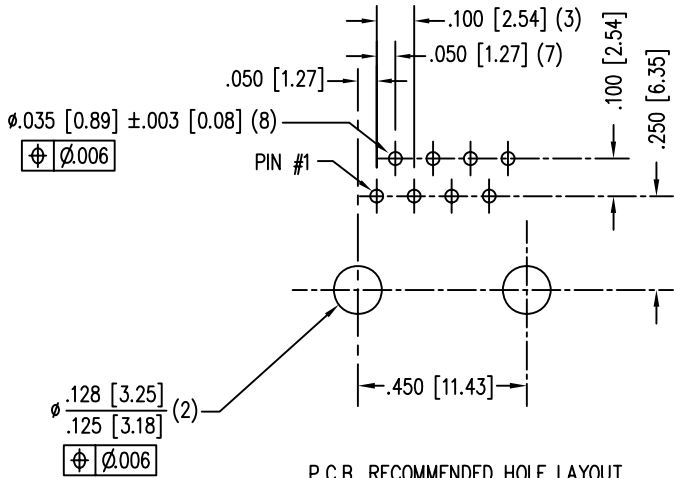 .100 [2.54] (3)
.050 [1.27] (7)
.050 [1.27]
.100 [2.54]
.250 [6.35]
ø.035 [0.89] ±.003 [0.08] (8)
⌖ Ø.006
PIN #1
.450 [11.43]
ø .128 [3.25]
.125 [3.18] (2)
⌖ Ø.006
P.C.B. RECOMMENDED HOLE LAYOUT